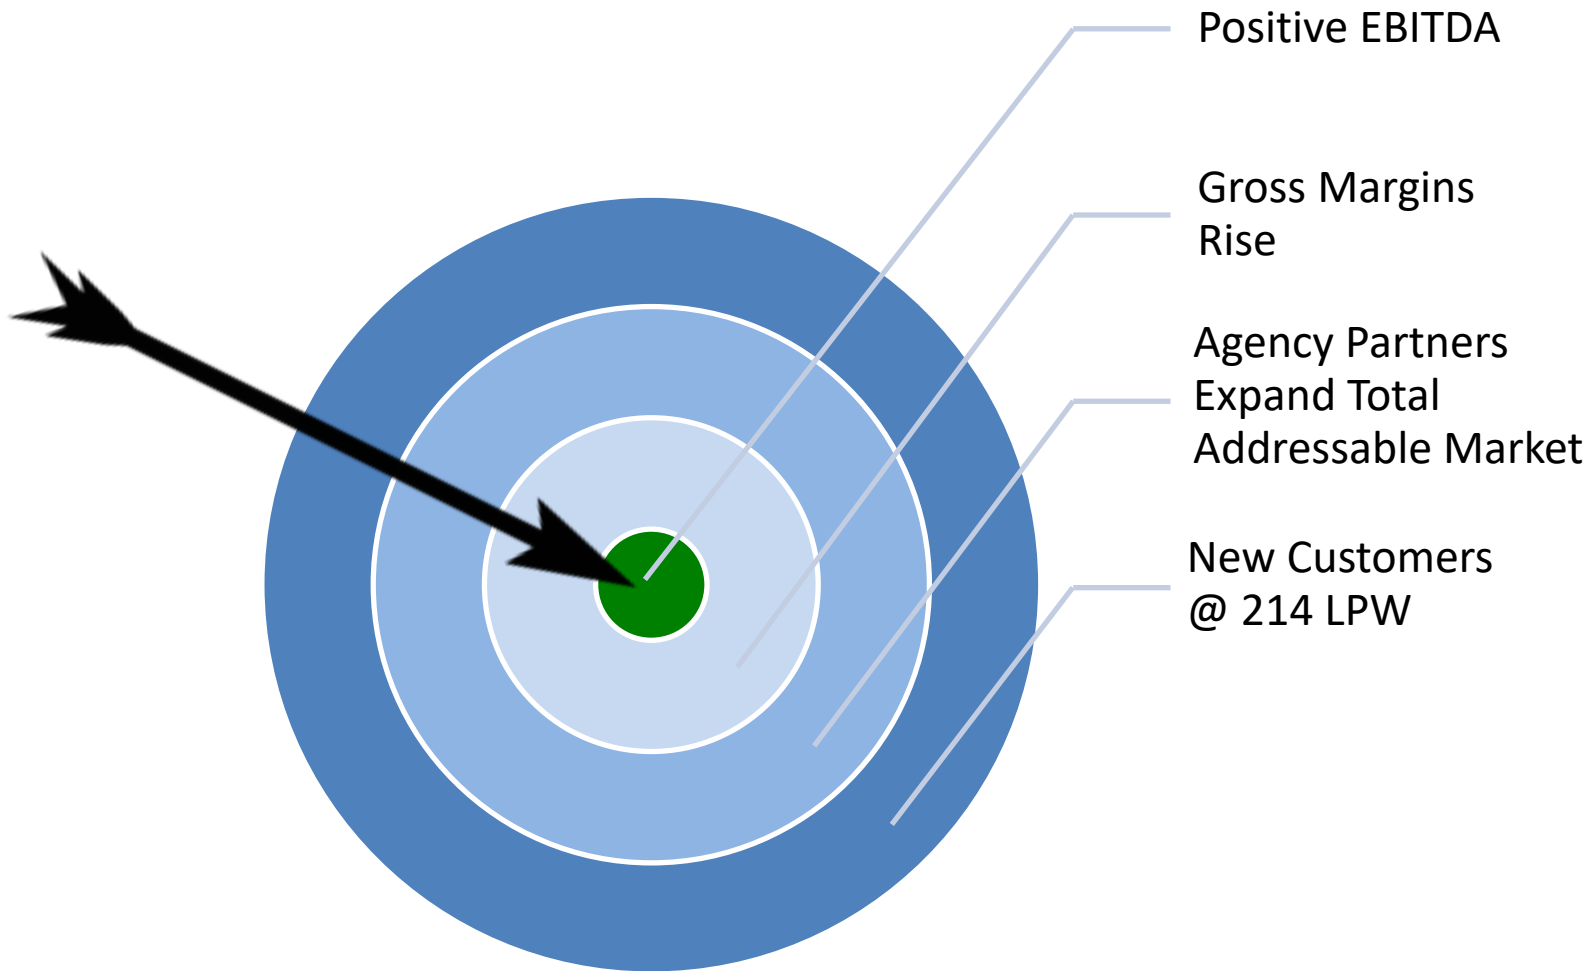 Positive EBITDA
Gross Margins
Rise
Agency Partners
Expand Total
Addressable Market
New Customers
@ 214 LPW